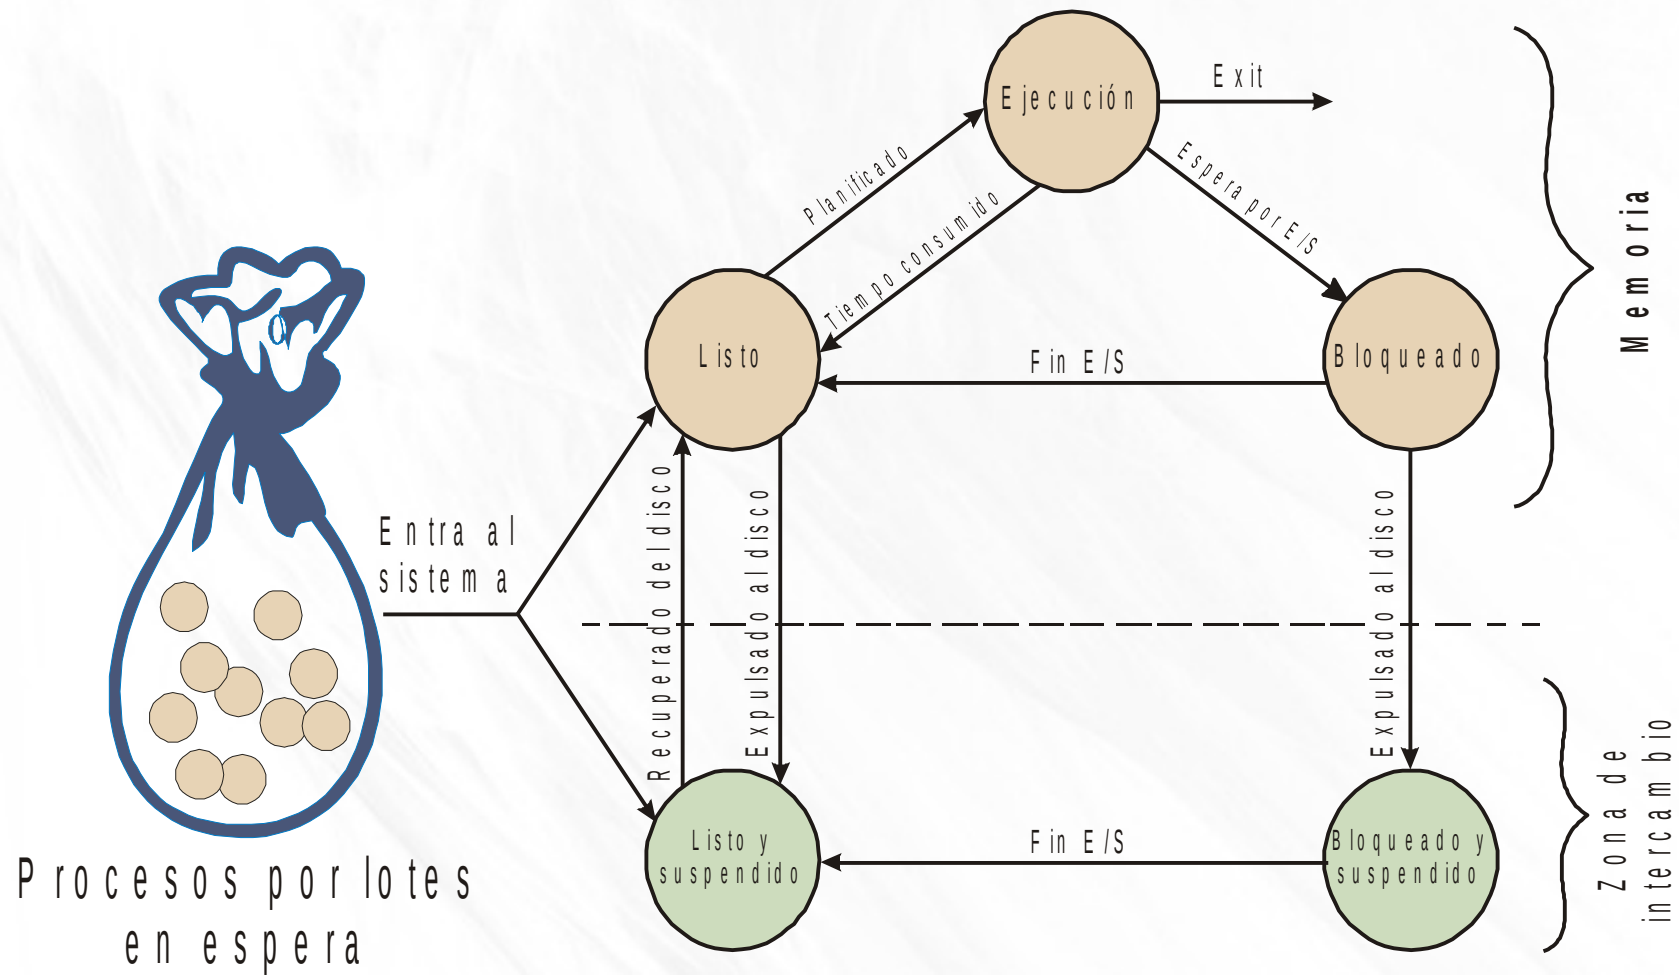 Ejecución
Exit
Planificado
Tiempo consumido
Espera por E/S
Listo
Fin E/S
Bloqueado
Memoria
Entra al
sistema
Recuperado del disco
Expulsado al disco
Expulsado al disco
Listo y
suspendido
Fin E/S
Bloqueado y
suspendido
Zona de
intercambio
Procesos por lotes
en espera